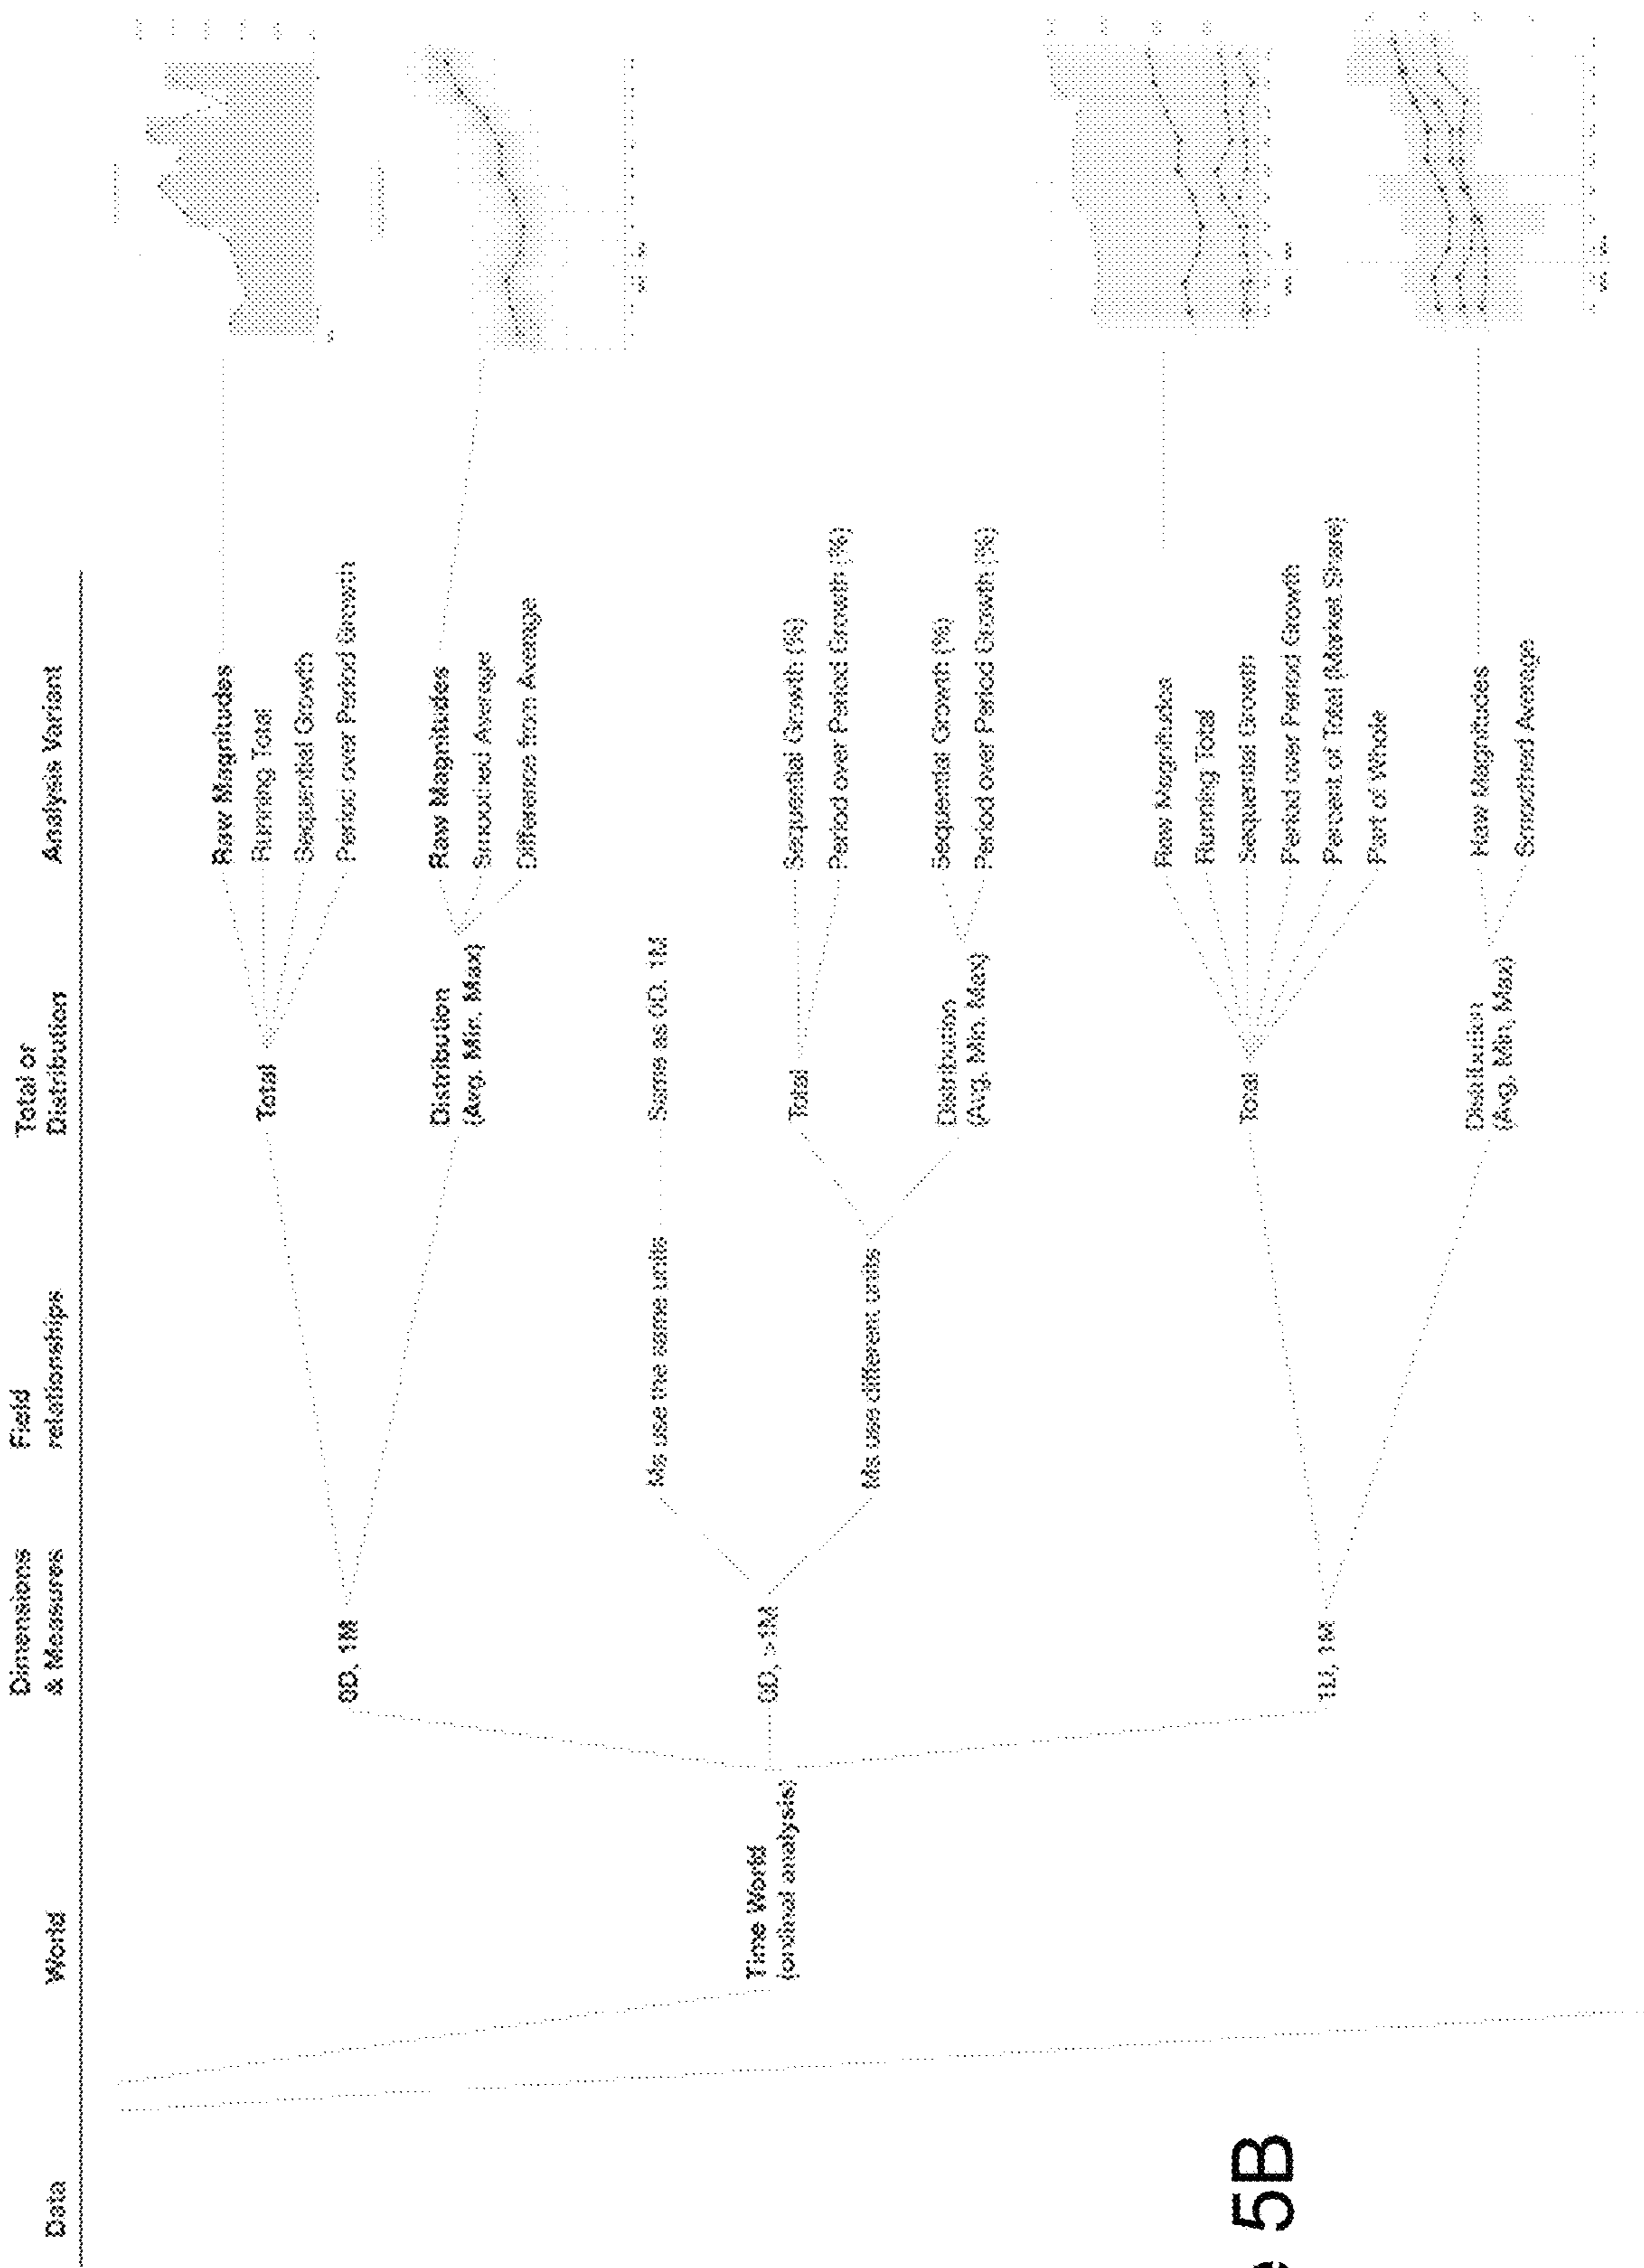 Data
World
Dimensions
& Measures
Field
relationships
Total or
Distribution
Analysis Variant
Time World
(ordinal analysis)
0D, 1M
Total
Raw Magnitudes
Running Total
Sequential Growth
Period over Period Growth
Distribution
(Avg. Min. Max)
Raw Magnitudes
Smoothed Average
Difference from Average
0D, >1M
Ms use the same units
Same as 0D, 1M
Ms use different units
Total
Sequential Growth (%)
Period over Period Growth (%)
Distribution
(Avg. Min. Max)
Sequential Growth (%)
Period over Period Growth (%)
1D, 1M
Total
Raw Magnitudes
Running Total
Sequential Growth
Period over Period Growth
Percent of Total (Market Share)
Part of Whole
Distribution
(Avg, Min, Max)
Raw Magnitudes
Smoothed Average
5B